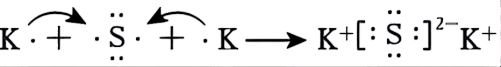 K· + ·S̤̈· + ·K ⟶ K⁺[:S̤̈:]²⁻K⁺